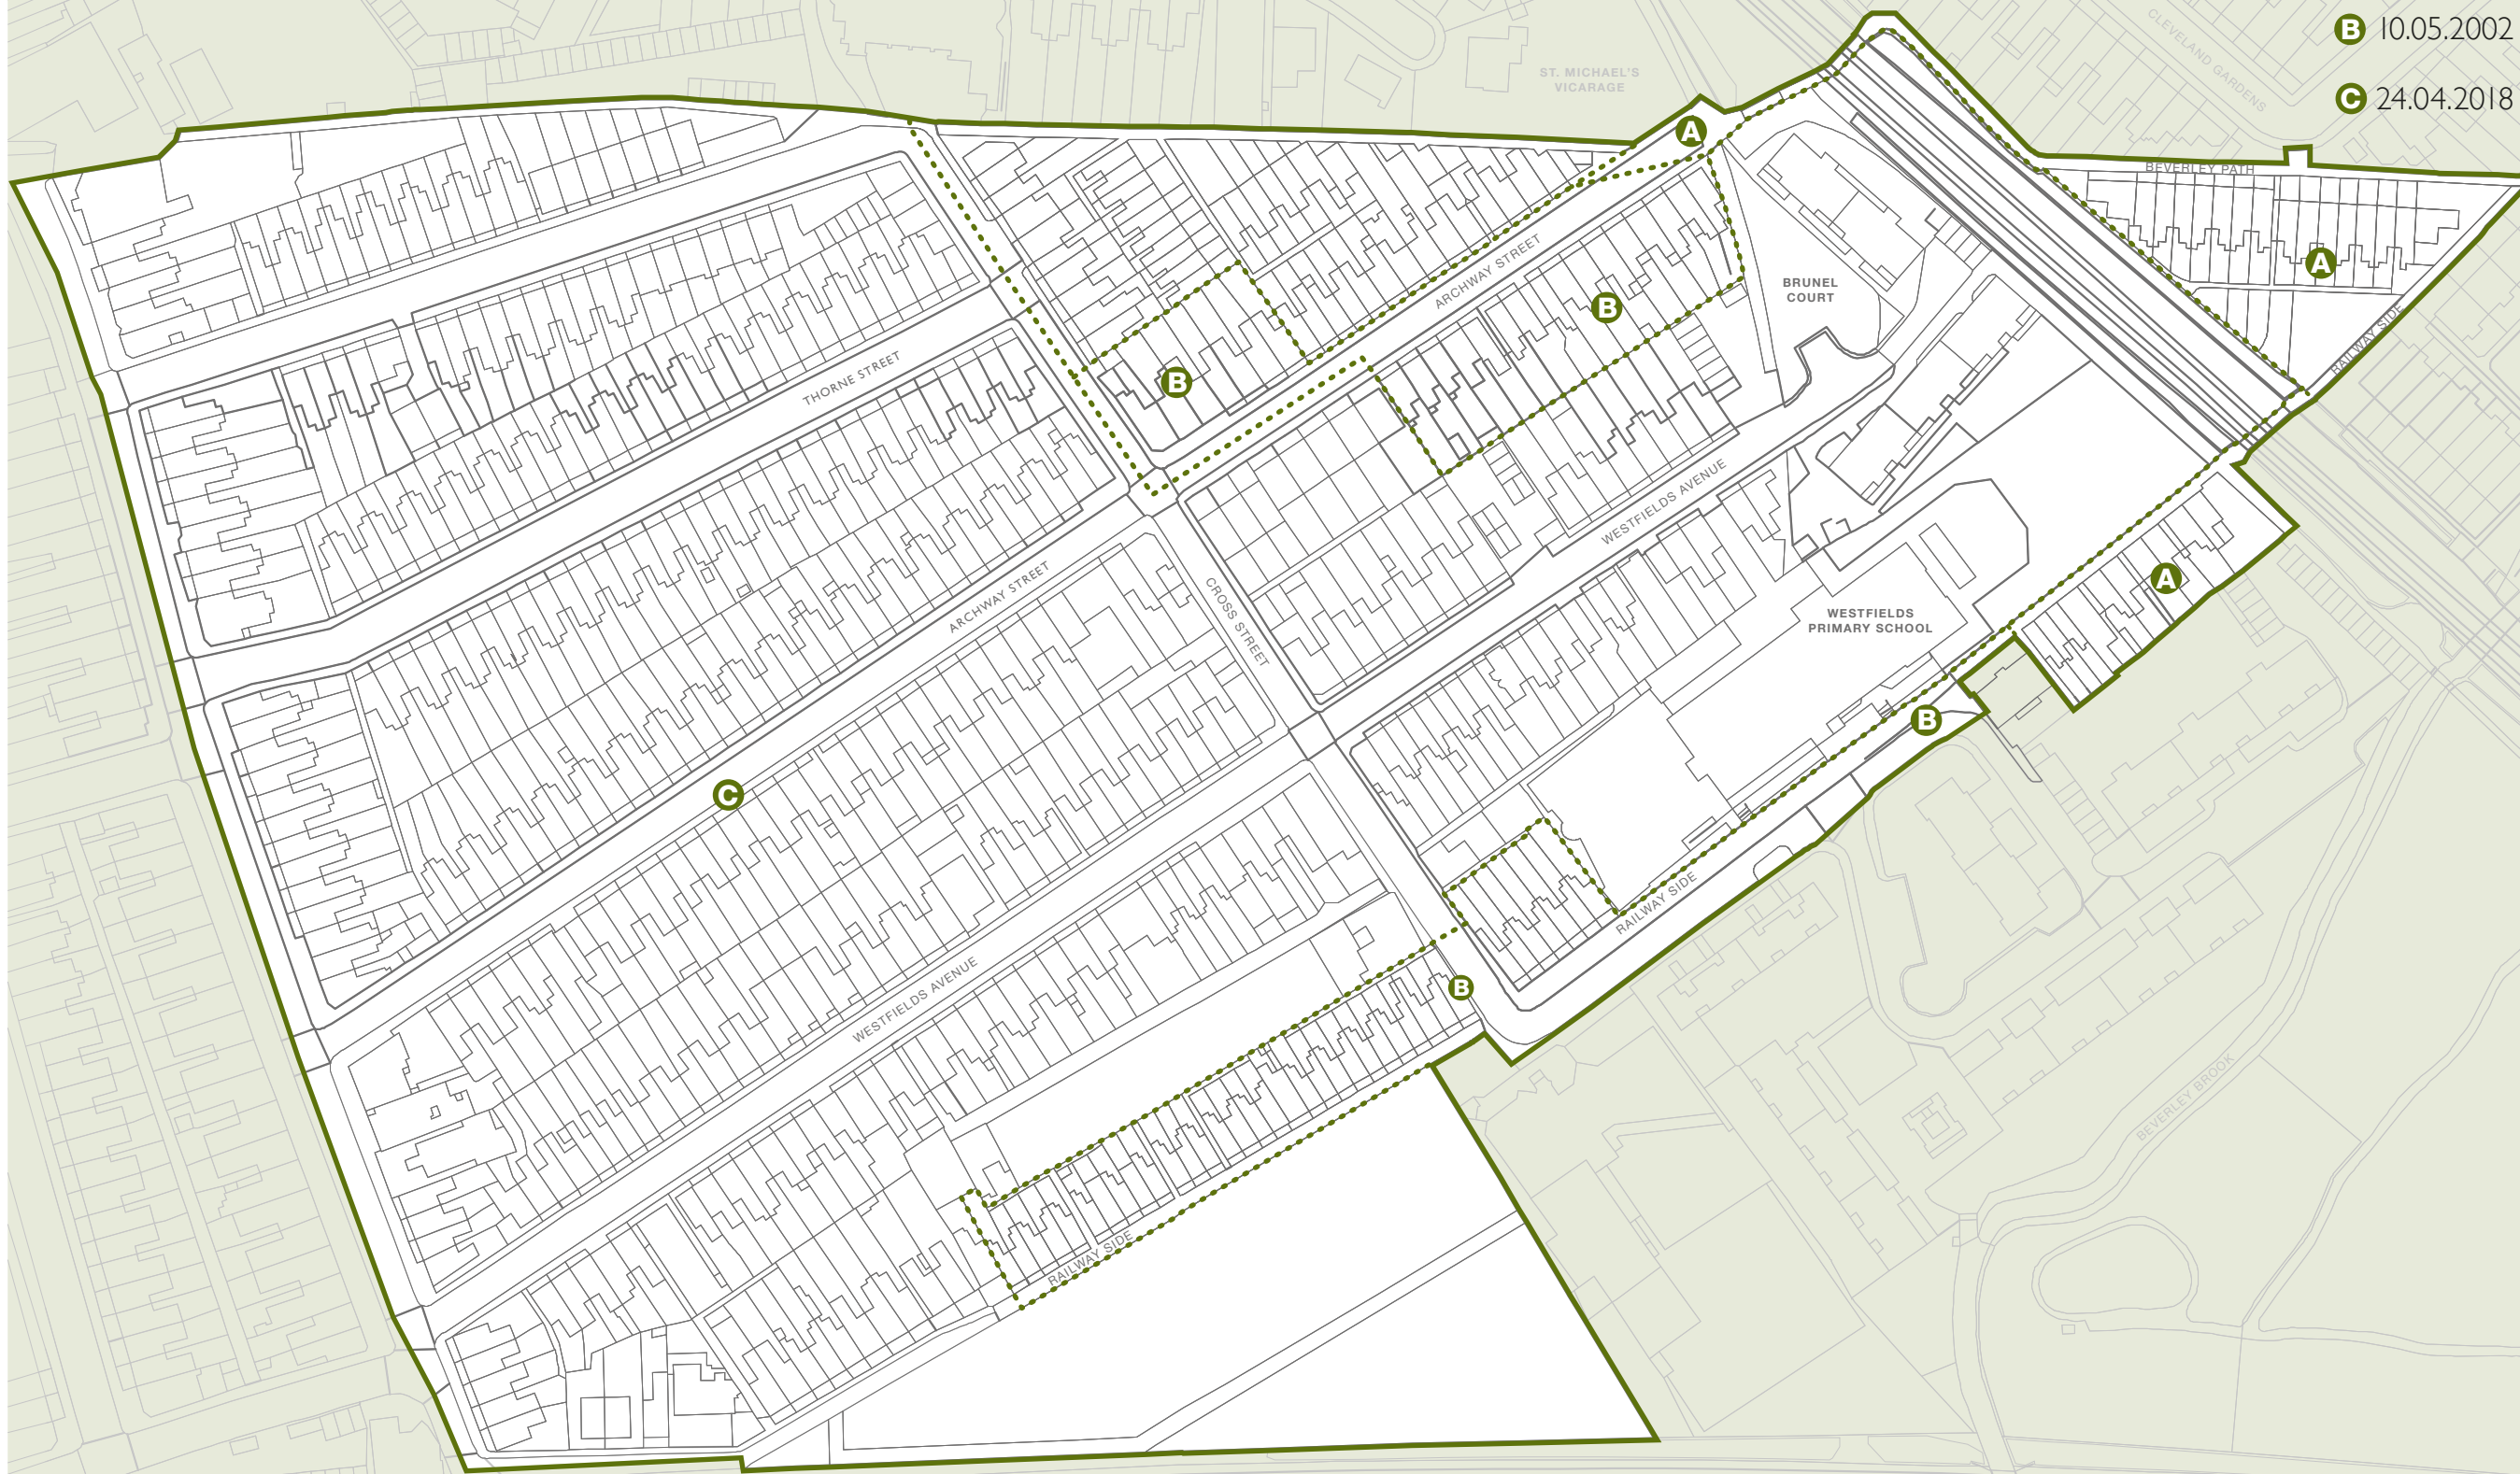 B 10.05.2002
C 24.04.2018
CLEVELAND GARDENS
ST. MICHAEL'S
VICARAGE
A
BEVERLEY PATH
A
ARCHWAY STREET
B
BRUNEL
COURT
RAILWAY SIDE
THORNE STREET
B
WESTFIELDS AVENUE
ARCHWAY STREET
CROSS STREET
A
WESTFIELDS
PRIMARY SCHOOL
B
C
RAILWAY SIDE
WESTFIELDS AVENUE
B
BEVERLEY BROOK
RAILWAY SIDE